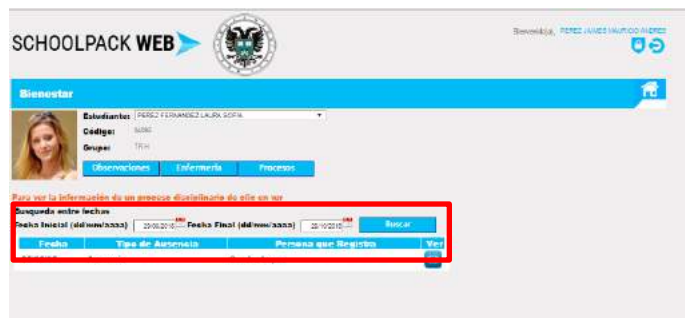 SCHOOLPACK WEB
Bienvenid(a), PEREZ JAIMES MAURICIO ANDRES
Bienestar
Estudiante: PEREZ FERNANDEZ LAURA SOFIA
Código:
Grupo:
Observaciones Enfermería Procesos
Para ver la información de un proceso disciplinario de clic en ver
Busqueda entre fechas
Fecha Inicial (dd/mm/aaaa) Fecha Final (dd/mm/aaaa) Buscar
Fecha Tipo de Ausencia Persona que Registra Ver